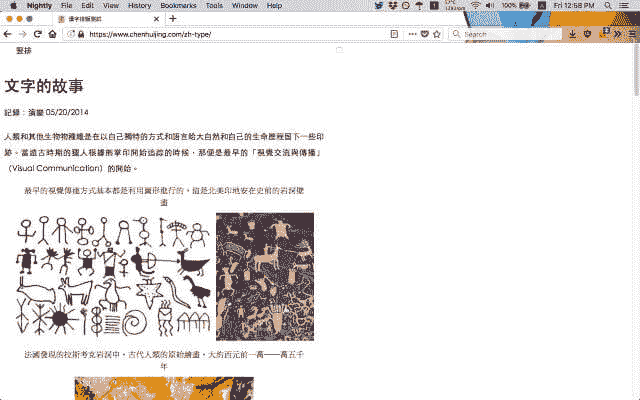 Nightly File Edit View History Bookmarks Tools Window Help
100% Fri 12:58 PM
漢字排版測試
https://www.chenhuijing.com/zh-type/
Search
豎排
文字的故事
記錄：演變 05/20/2014
人類和其他生物物種總是在以自己獨特的方式和語言給大自然和自己的生命歷程留下一些印
跡。當遠古時期的獵人根據熊掌印開始追踪的時候，那便是最早的「視覺交流與傳播」
（Visual Communication）的開始。
最早的視覺傳達方式基本都是利用圖形進行的，這是北美印地安在史前的岩洞壁
畫
法國發現的拉斯考克岩洞中，古代人類的原始繪畫，大約西元前一萬——萬五千
年